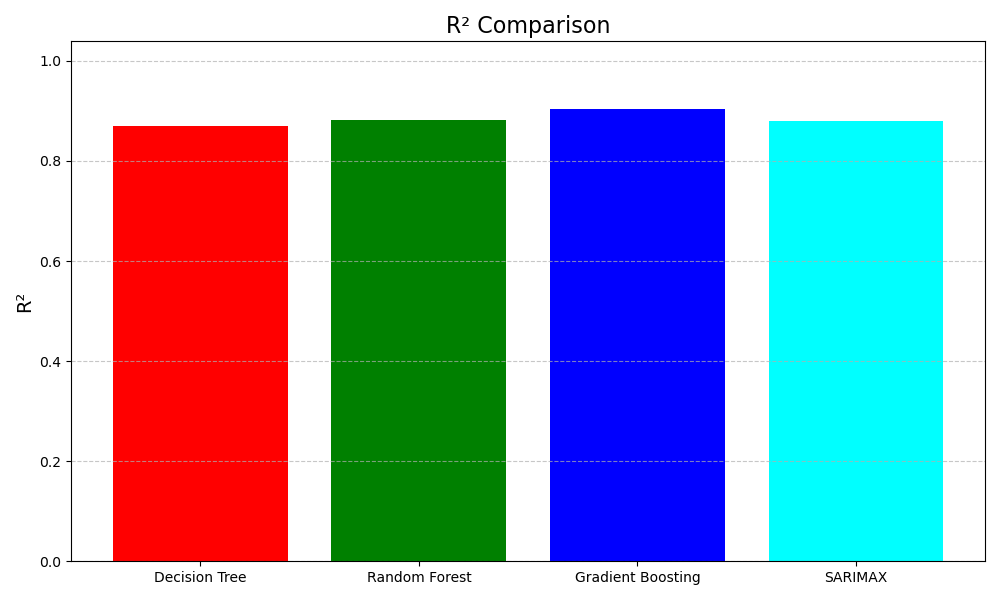 R² Comparison
1.0
0.8
0.6
0.4
0.2
0.0
R²
Decision Tree
Random Forest
Gradient Boosting
SARIMAX